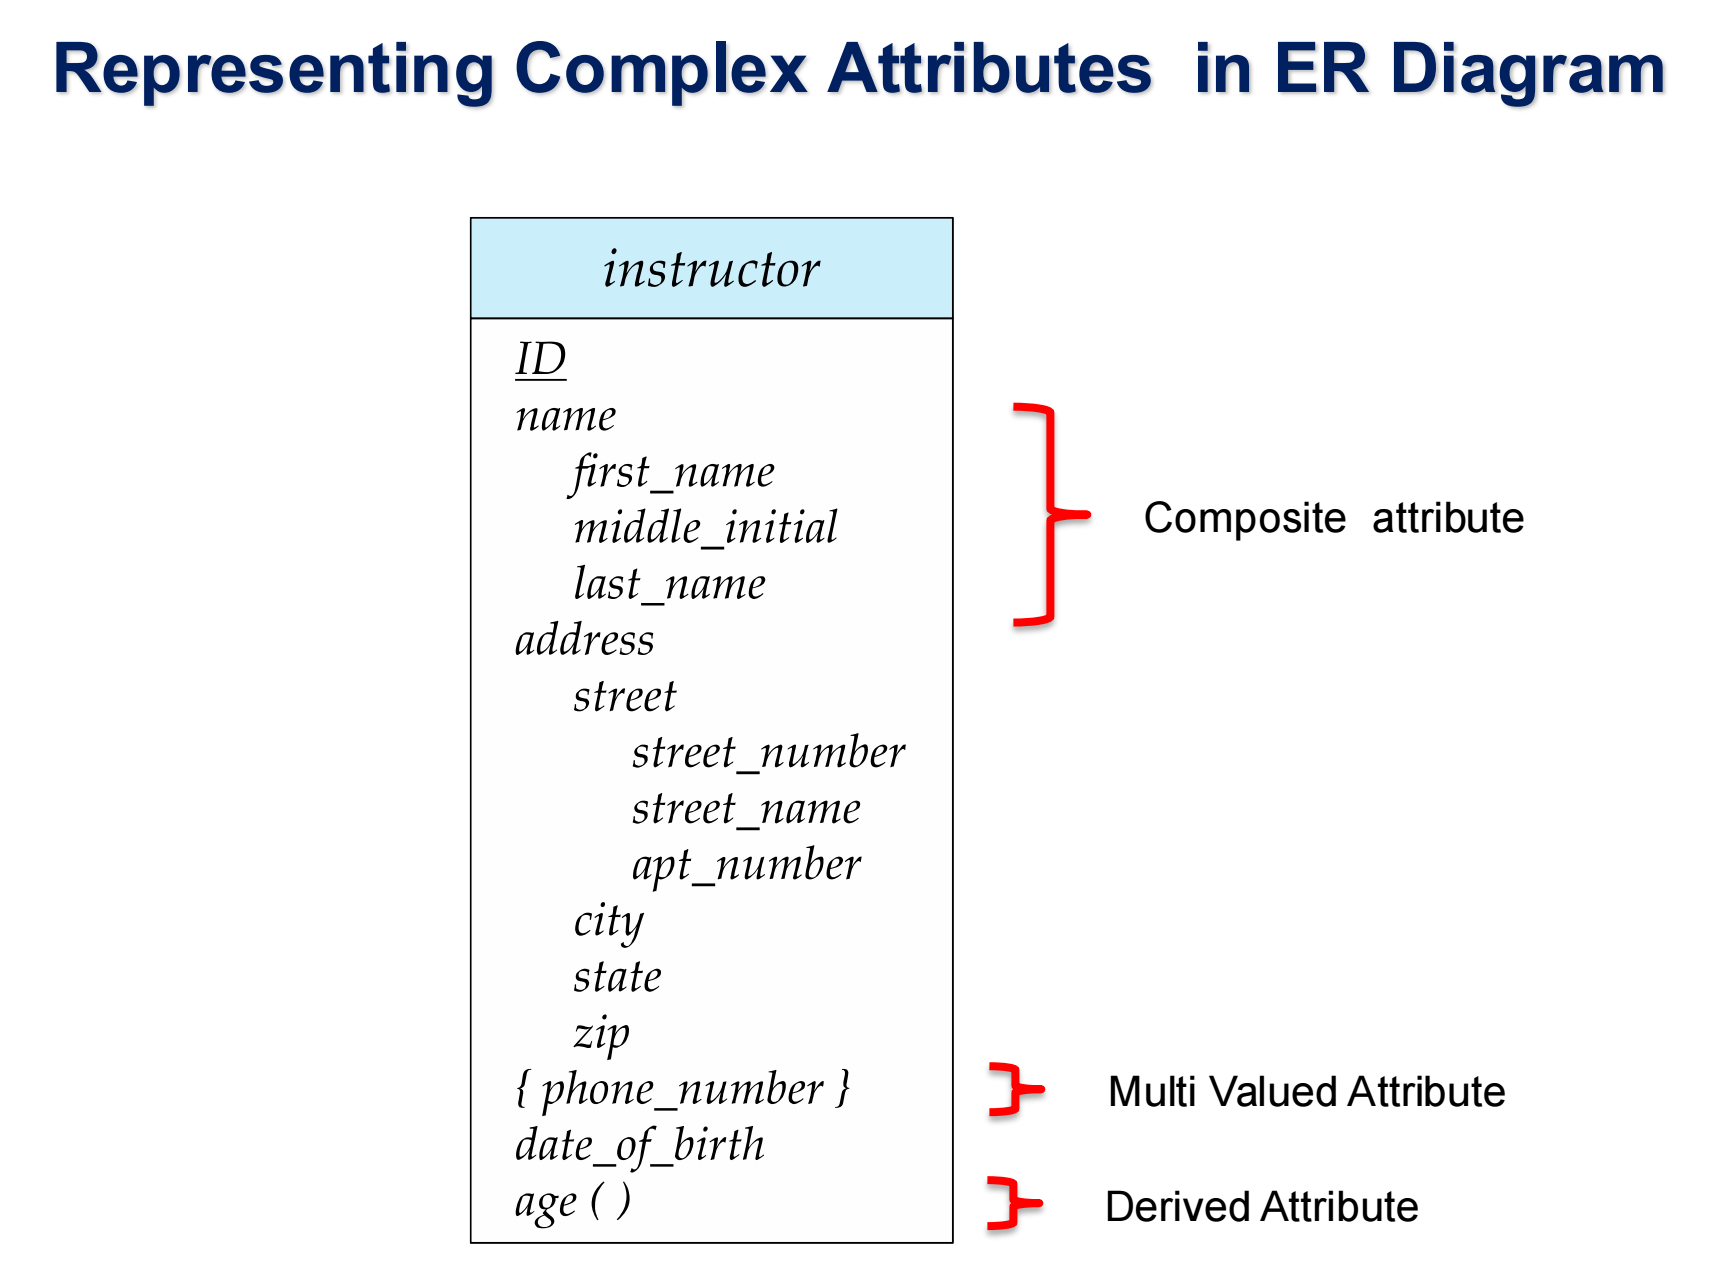 Representing Complex Attributes  in ER Diagram
instructor
ID
name
first_name
middle_initial
last_name
Composite  attribute
address
street
street_number
street_name
apt_number
city
state
zip
{ phone_number }
Multi Valued Attribute
date_of_birth
age ( )
Derived Attribute